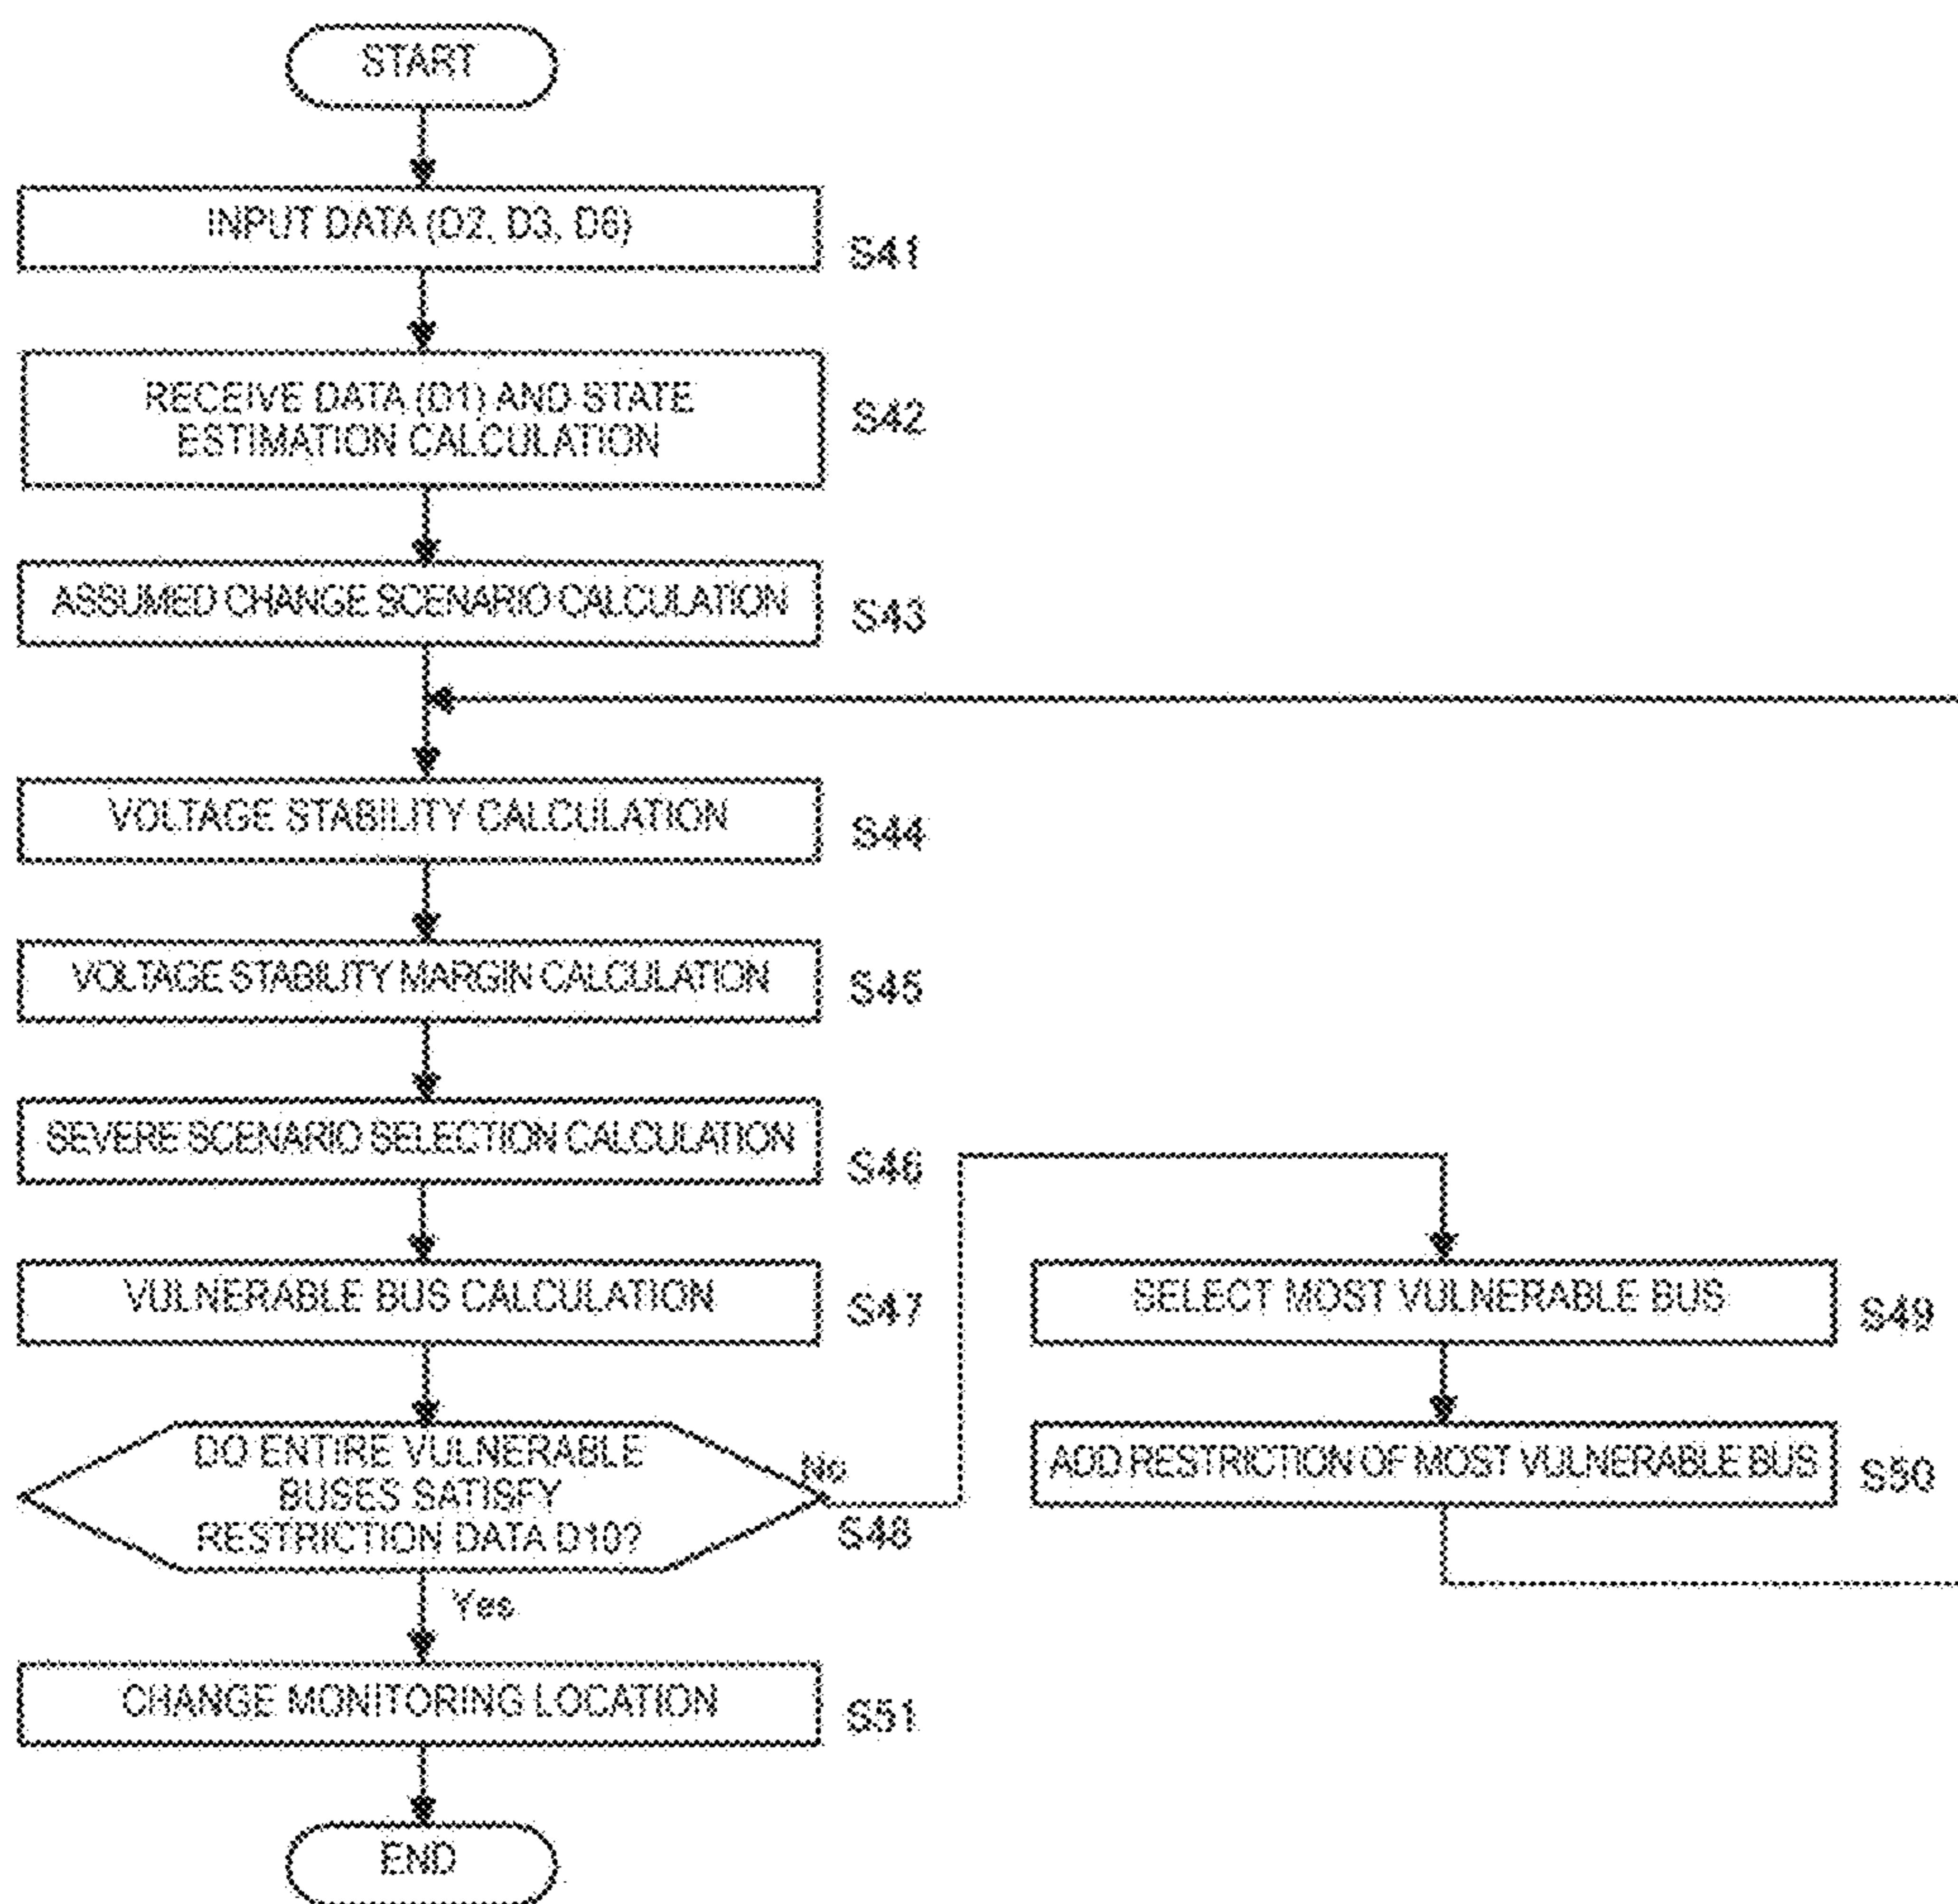 START
INPUT DATA (D2, D3, D6)
S41
RECEIVE DATA (D1) AND STATE
ESTIMATION CALCULATION
S42
ASSUMED CHANGE SCENARIO CALCULATION
S43
VOLTAGE STABILITY CALCULATION
S44
VOLTAGE STABILITY MARGIN CALCULATION
S45
SEVERE SCENARIO SELECTION CALCULATION
S46
VULNERABLE BUS CALCULATION
S47
DO ENTIRE VULNERABLE
BUSES SATISFY
RESTRICTION DATA D10?
No
S48
SELECT MOST VULNERABLE BUS
S49
ADD RESTRICTION OF MOST VULNERABLE BUS
S50
Yes
CHANGE MONITORING LOCATION
S51
END